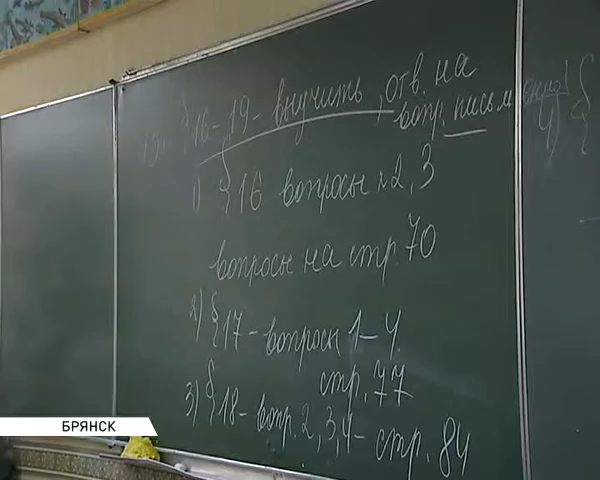 §16-19 - выучить, отв. на
вопр. письм
1) §16 вопросы 2, 3
вопросы на стр. 70
2) §17 - вопросы 1-4
стр. 77
3) §18 - вопр. 2, 3, 4 - стр. 84
4) §
БРЯНСК